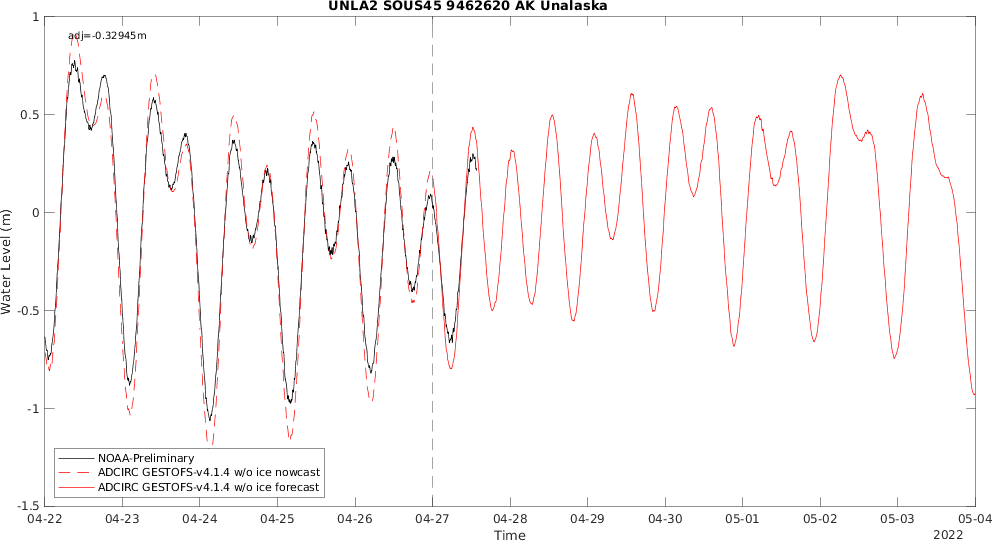 UNLA2 SOUS45 9462620 AK Unalaska
adj=-0.32945m
1
0.5
0
-0.5
-1
-1.5
Water Level (m)
NOAA-Preliminary
ADCIRC GESTOFS-v4.1.4 w/o ice nowcast
ADCIRC GESTOFS-v4.1.4 w/o ice forecast
04-22 04-23 04-24 04-25 04-26 04-27 04-28 04-29 04-30 05-01 05-02 05-03 05-04
Time
2022